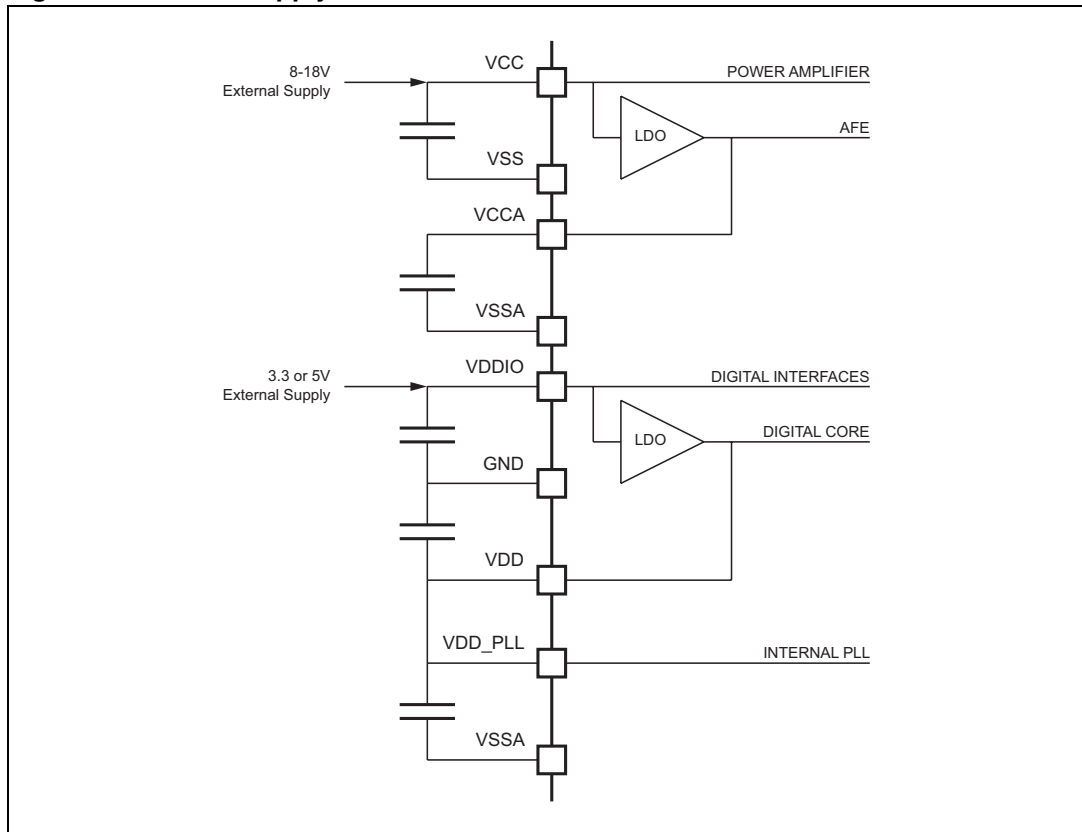 VCC
8-18V
External Supply
POWER AMPLIFIER
LDO
AFE
VSS
VCCA
VSSA
VDDIO
3.3 or 5V
External Supply
DIGITAL INTERFACES
LDO
DIGITAL CORE
GND
VDD
VDD_PLL
INTERNAL PLL
VSSA